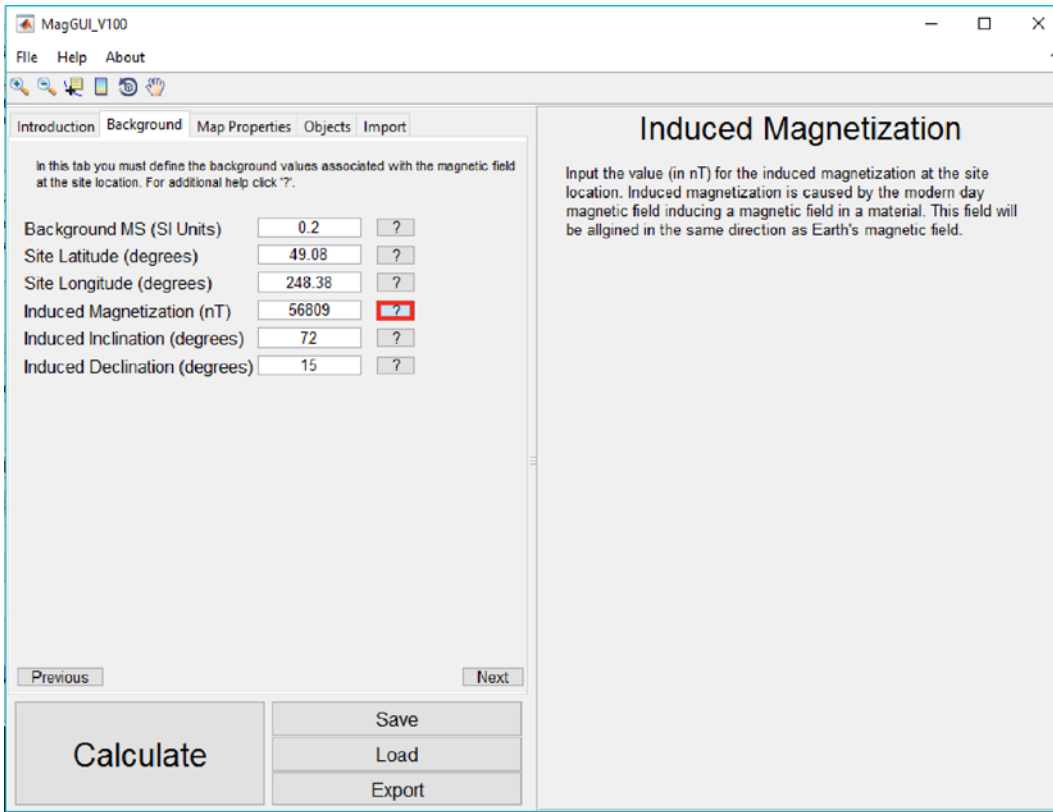 MagGUI_V100
FIle Help About
Introduction Background Map Properties Objects Import
In this tab you must define the background values associated with the magnetic field
at the site location. For additional help click '?'.
Background MS (SI Units) 0.2 ?
Site Latitude (degrees) 49.08 ?
Site Longitude (degrees) 248.38 ?
Induced Magnetization (nT) 56809 ?
Induced Inclination (degrees) 72 ?
Induced Declination (degrees) 15 ?
Previous Next
Calculate
Save
Load
Export
Induced Magnetization
Input the value (in nT) for the induced magnetization at the site
location. Induced magnetization is caused by the modern day
magnetic field inducing a magnetic field in a material. This field will
be allgined in the same direction as Earth's magnetic field.